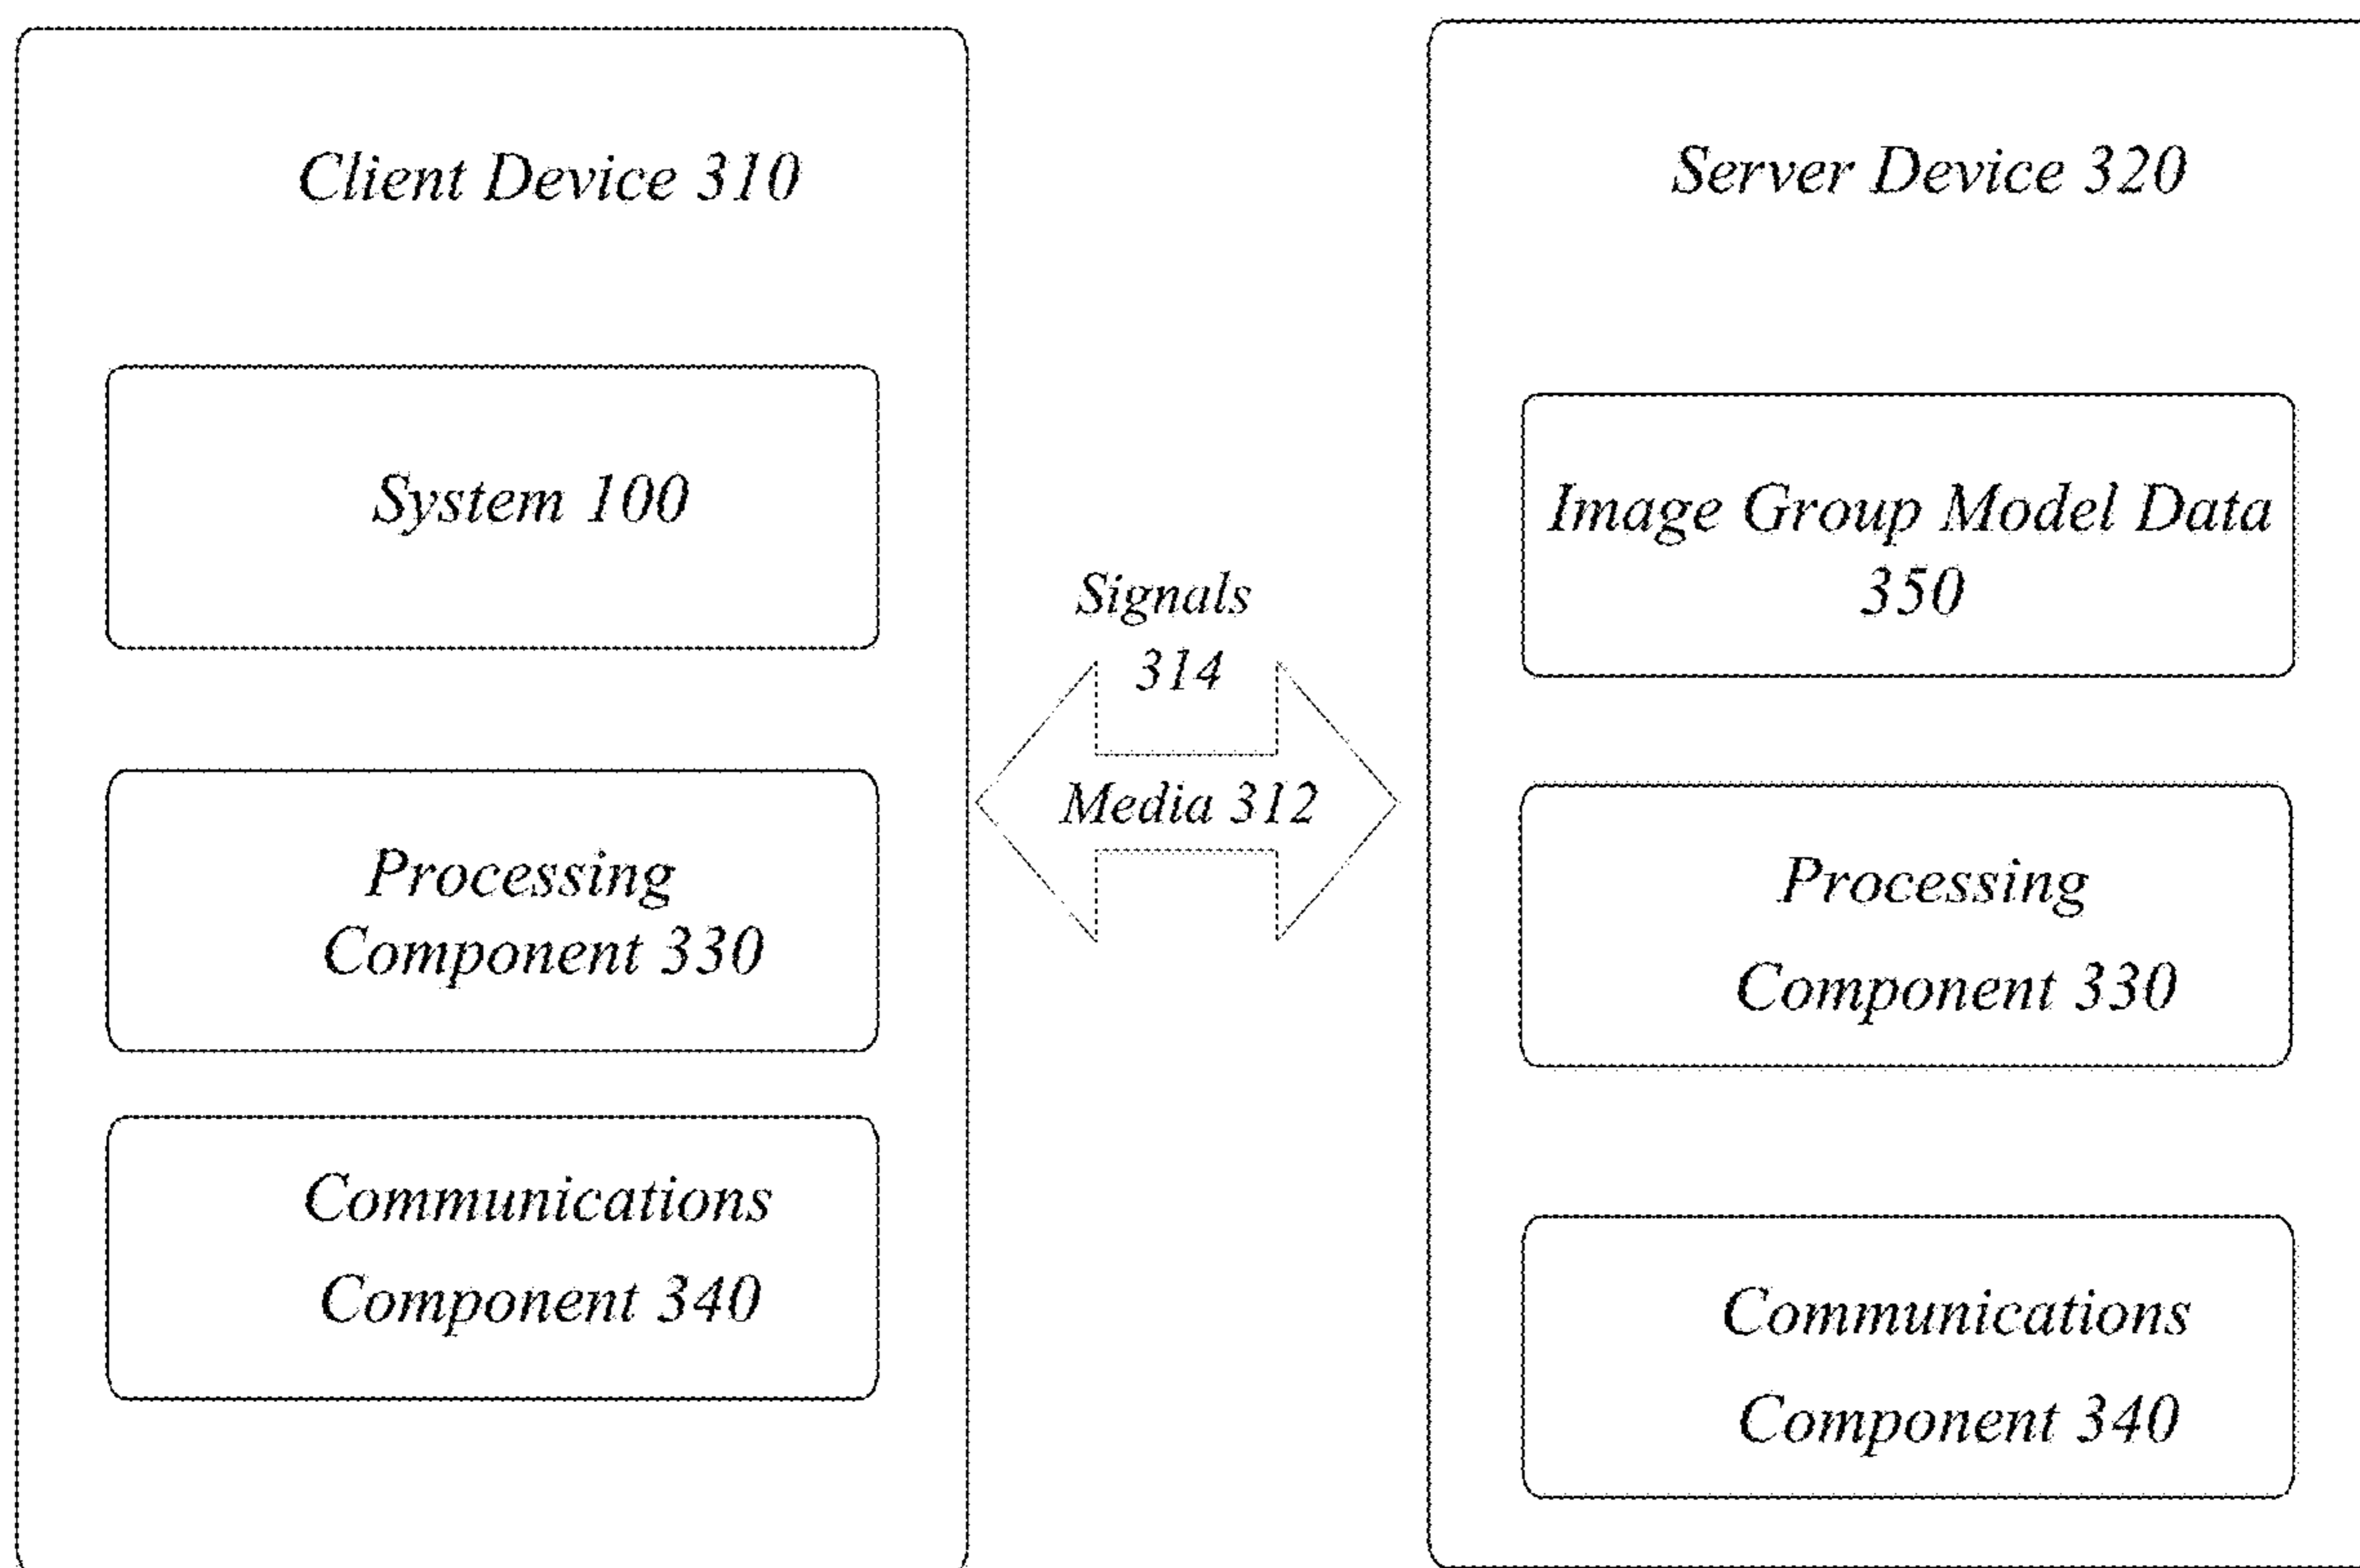 Client Device 310
System 100
Processing
Component 330
Communications
Component 340
Signals
314
Media 312
Server Device 320
Image Group Model Data
350
Processing
Component 330
Communications
Component 340